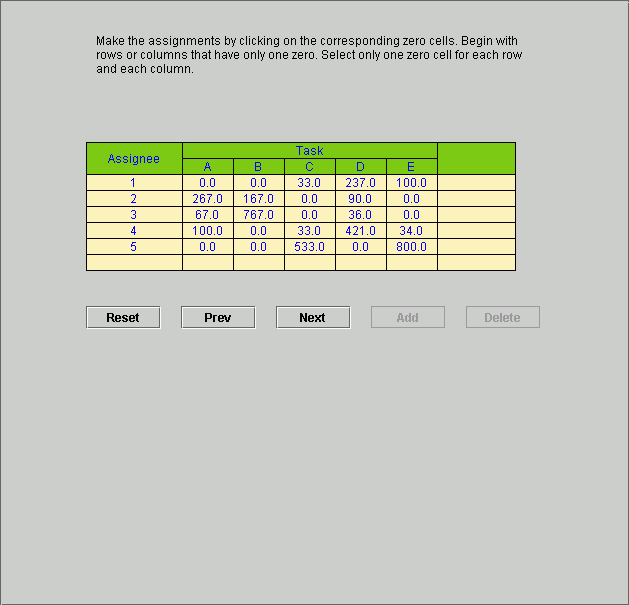 Make the assignments by clicking on the corresponding zero cells. Begin with
rows or columns that have only one zero. Select only one zero cell for each row
and each column.
Assignee Task
A B C D E
1 0.0 0.0 33.0 237.0 100.0
2 267.0 167.0 0.0 90.0 0.0
3 67.0 767.0 0.0 36.0 0.0
4 100.0 0.0 33.0 421.0 34.0
5 0.0 0.0 533.0 0.0 800.0
Reset Prev Next Add Delete